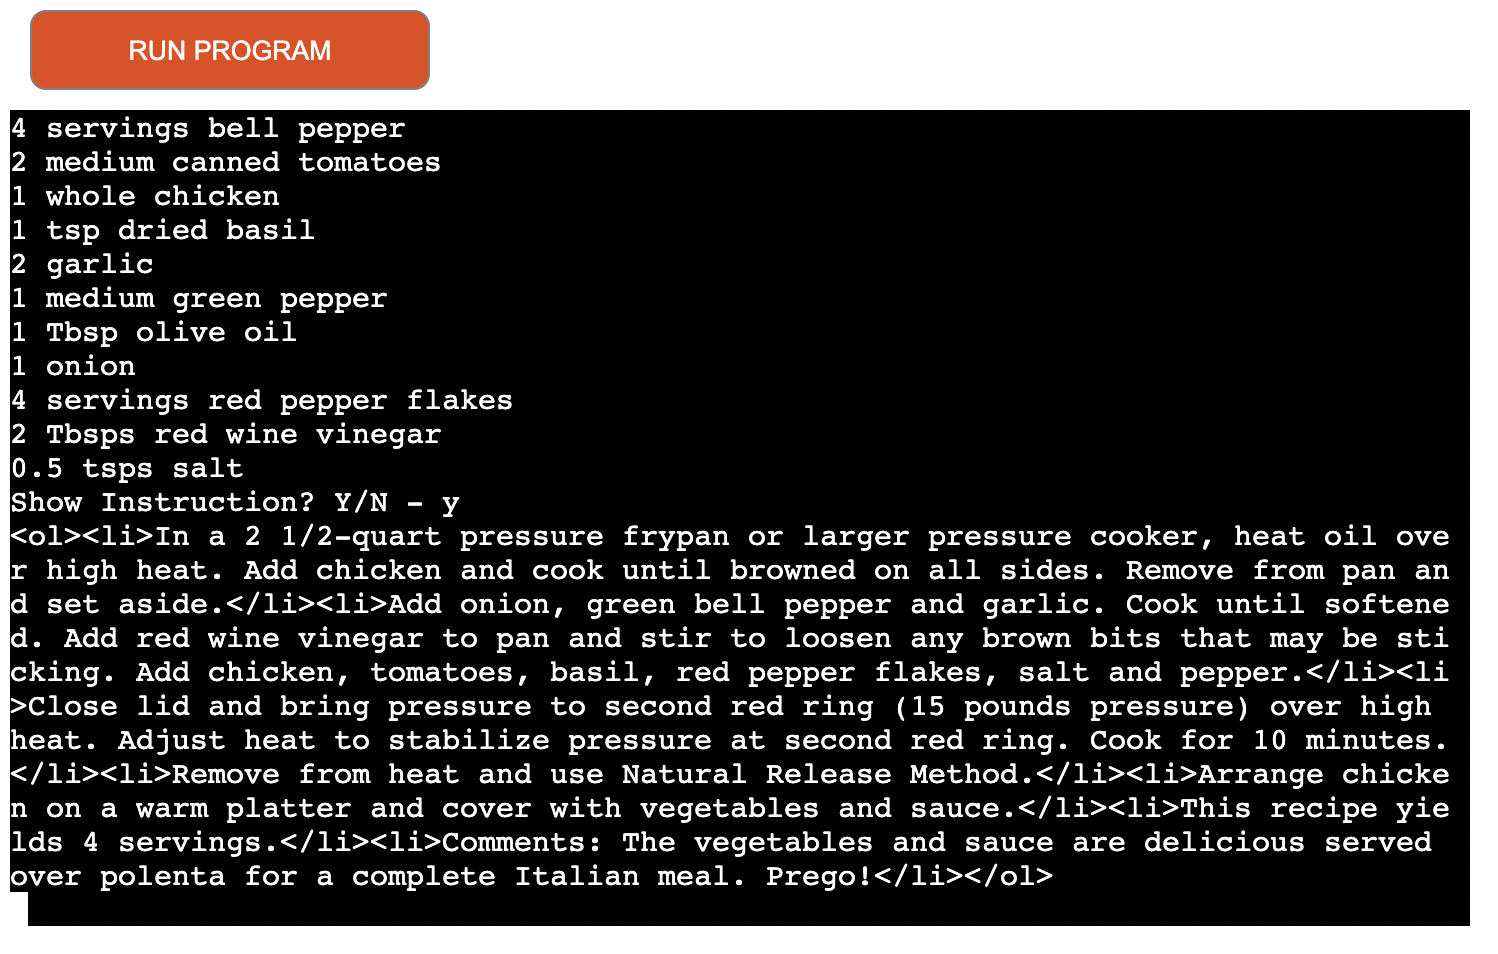 RUN PROGRAM
4 servings bell pepper
2 medium canned tomatoes
1 whole chicken
1 tsp dried basil
2 garlic
1 medium green pepper
1 Tbsp olive oil
1 onion
4 servings red pepper flakes
2 Tbsps red wine vinegar
0.5 tsps salt
Show Instruction? Y/N - y
<ol><li>In a 2 1/2-quart pressure frypan or larger pressure cooker, heat oil ove
r high heat. Add chicken and cook until browned on all sides. Remove from pan an
d set aside.</li><li>Add onion, green bell pepper and garlic. Cook until softene
d. Add red wine vinegar to pan and stir to loosen any brown bits that may be sti
cking. Add chicken, tomatoes, basil, red pepper flakes, salt and pepper.</li><li
>Close lid and bring pressure to second red ring (15 pounds pressure) over high
heat. Adjust heat to stabilize pressure at second red ring. Cook for 10 minutes.
</li><li>Remove from heat and use Natural Release Method.</li><li>Arrange chicke
n on a warm platter and cover with vegetables and sauce.</li><li>This recipe yie
lds 4 servings.</li><li>Comments: The vegetables and sauce are delicious served
over polenta for a complete Italian meal. Prego!</li></ol>